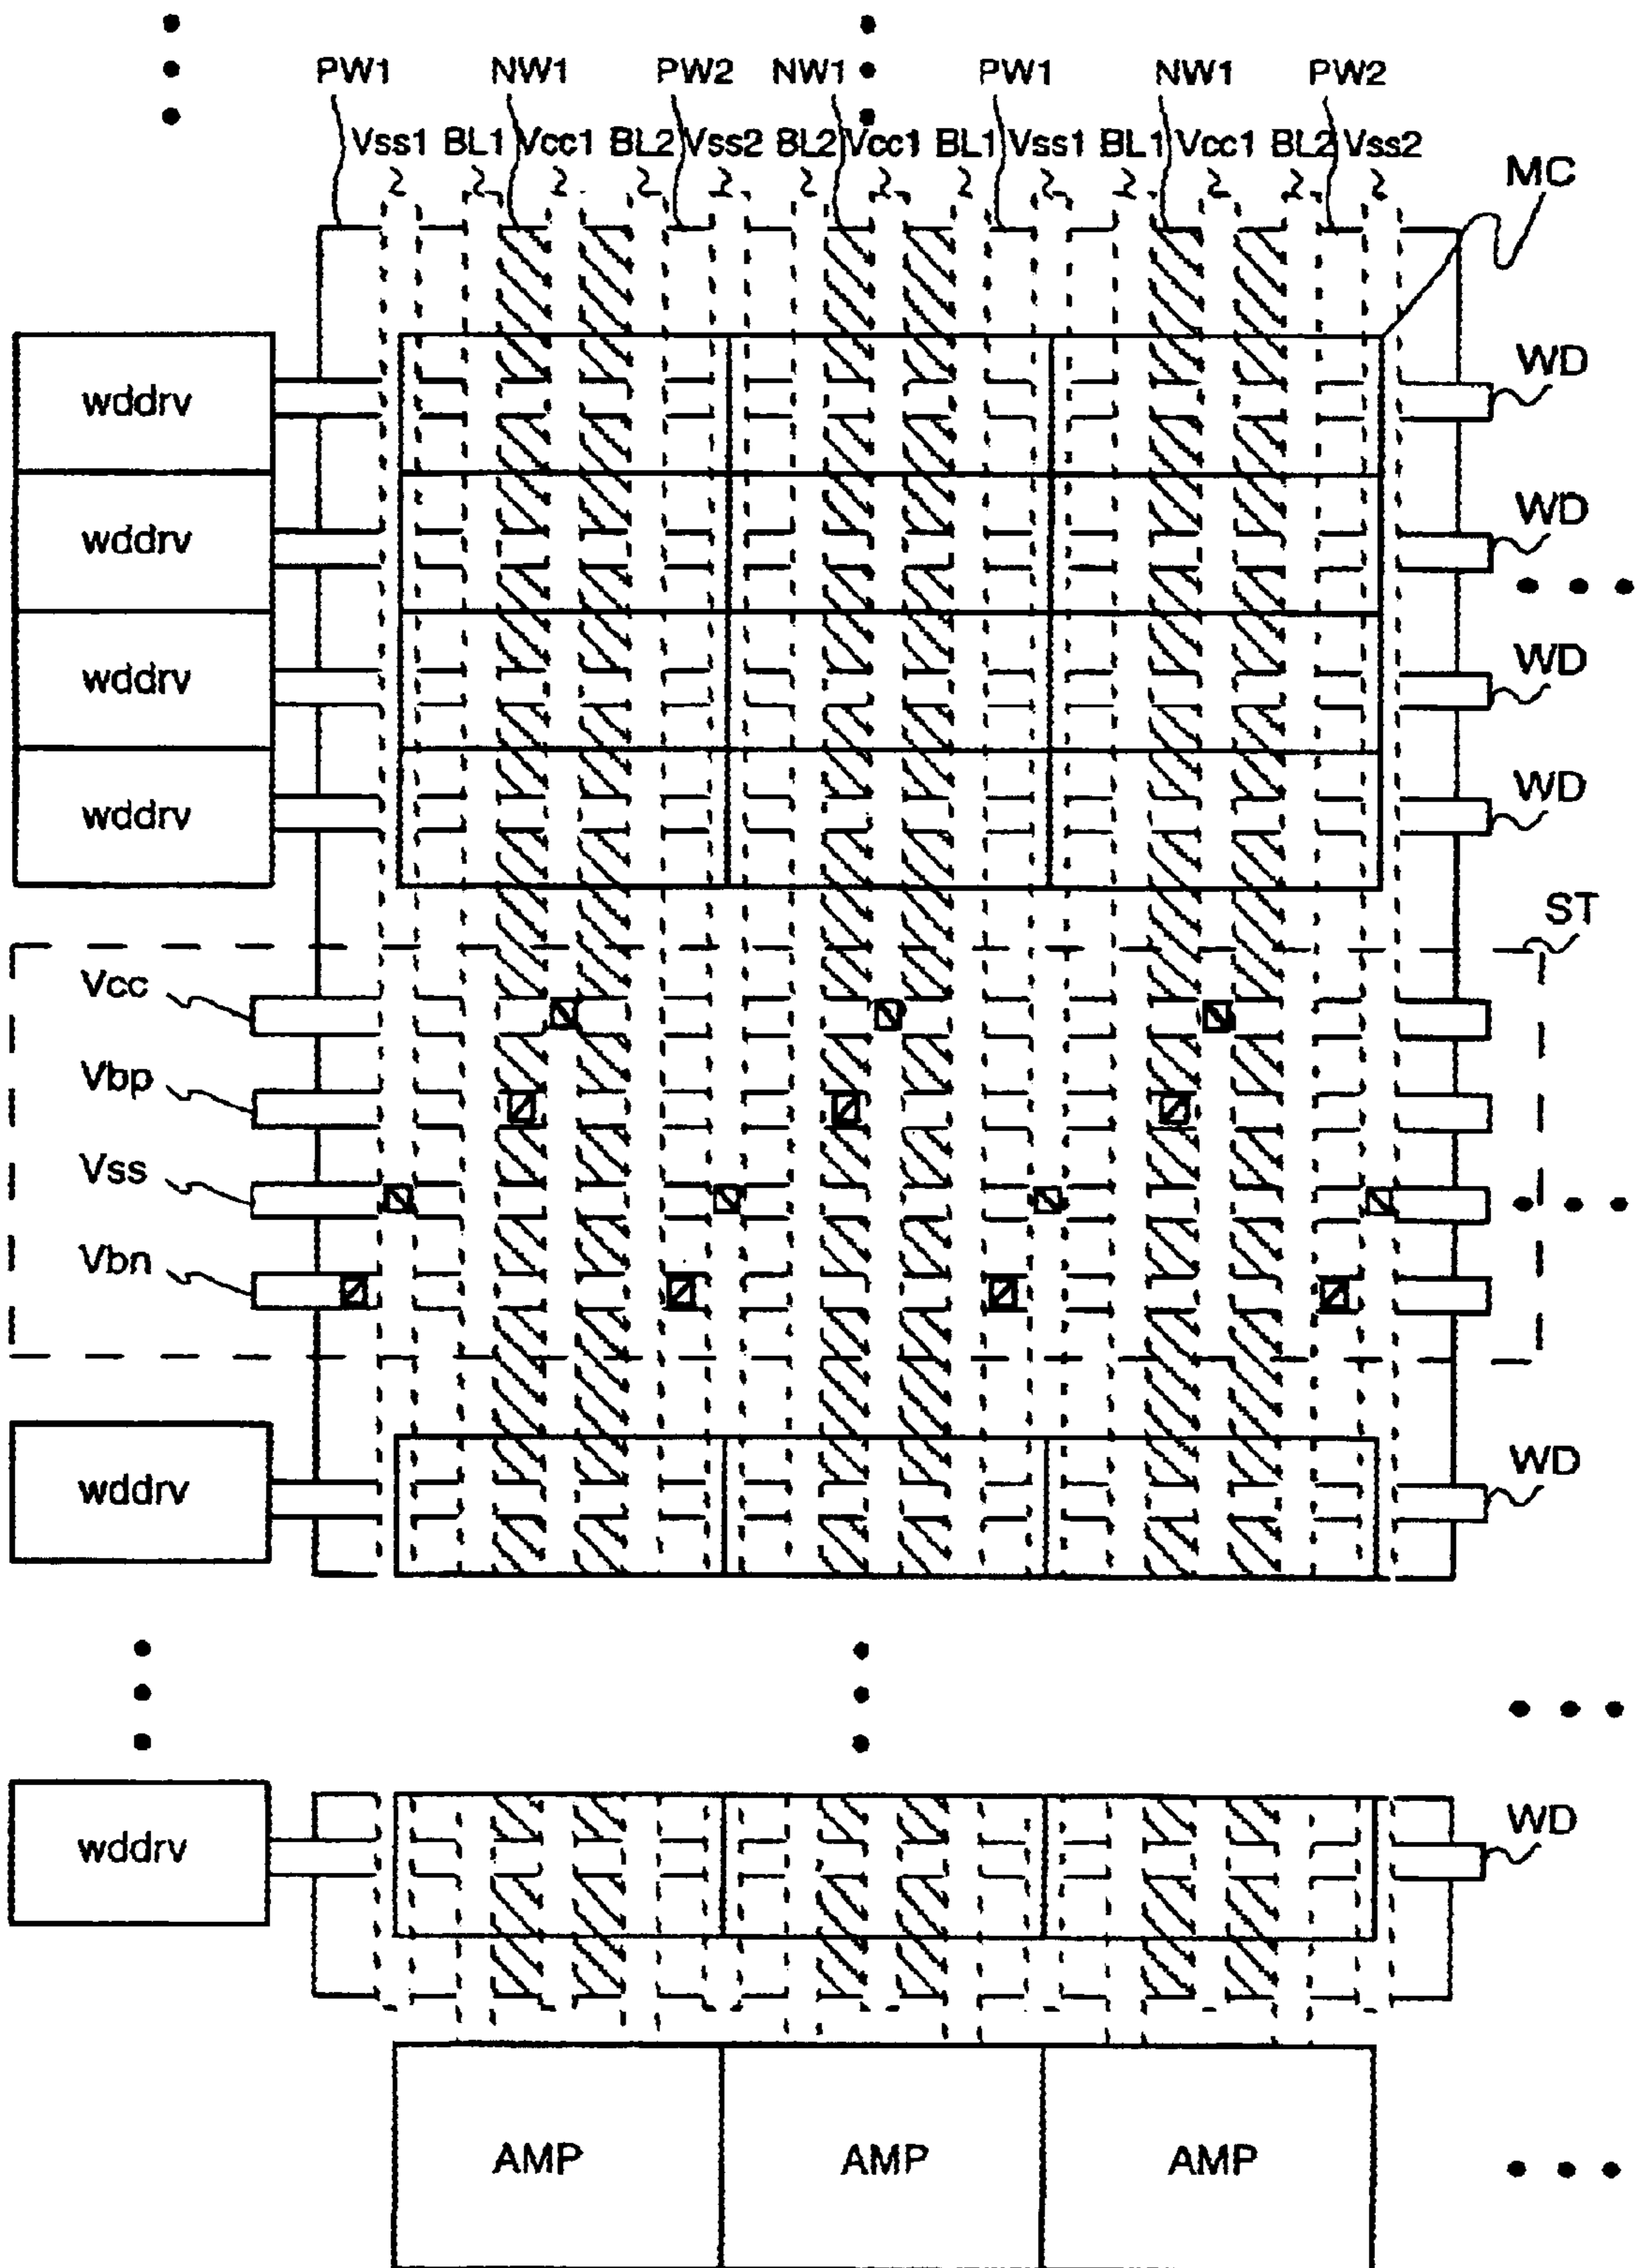 PW1 NW1 PW2 NW1 PW1 NW1 PW2
Vss1 BL1 Vcc1 BL2 Vss2 BL2 Vcc1 BL1 Vss1 BL1 Vcc1 BL2 Vss2
MC
wddrv WD
wddrv WD
wddrv WD
wddrv WD
ST
Vcc
Vbp
Vss
Vbn
wddrv WD
wddrv WD
AMP AMP AMP